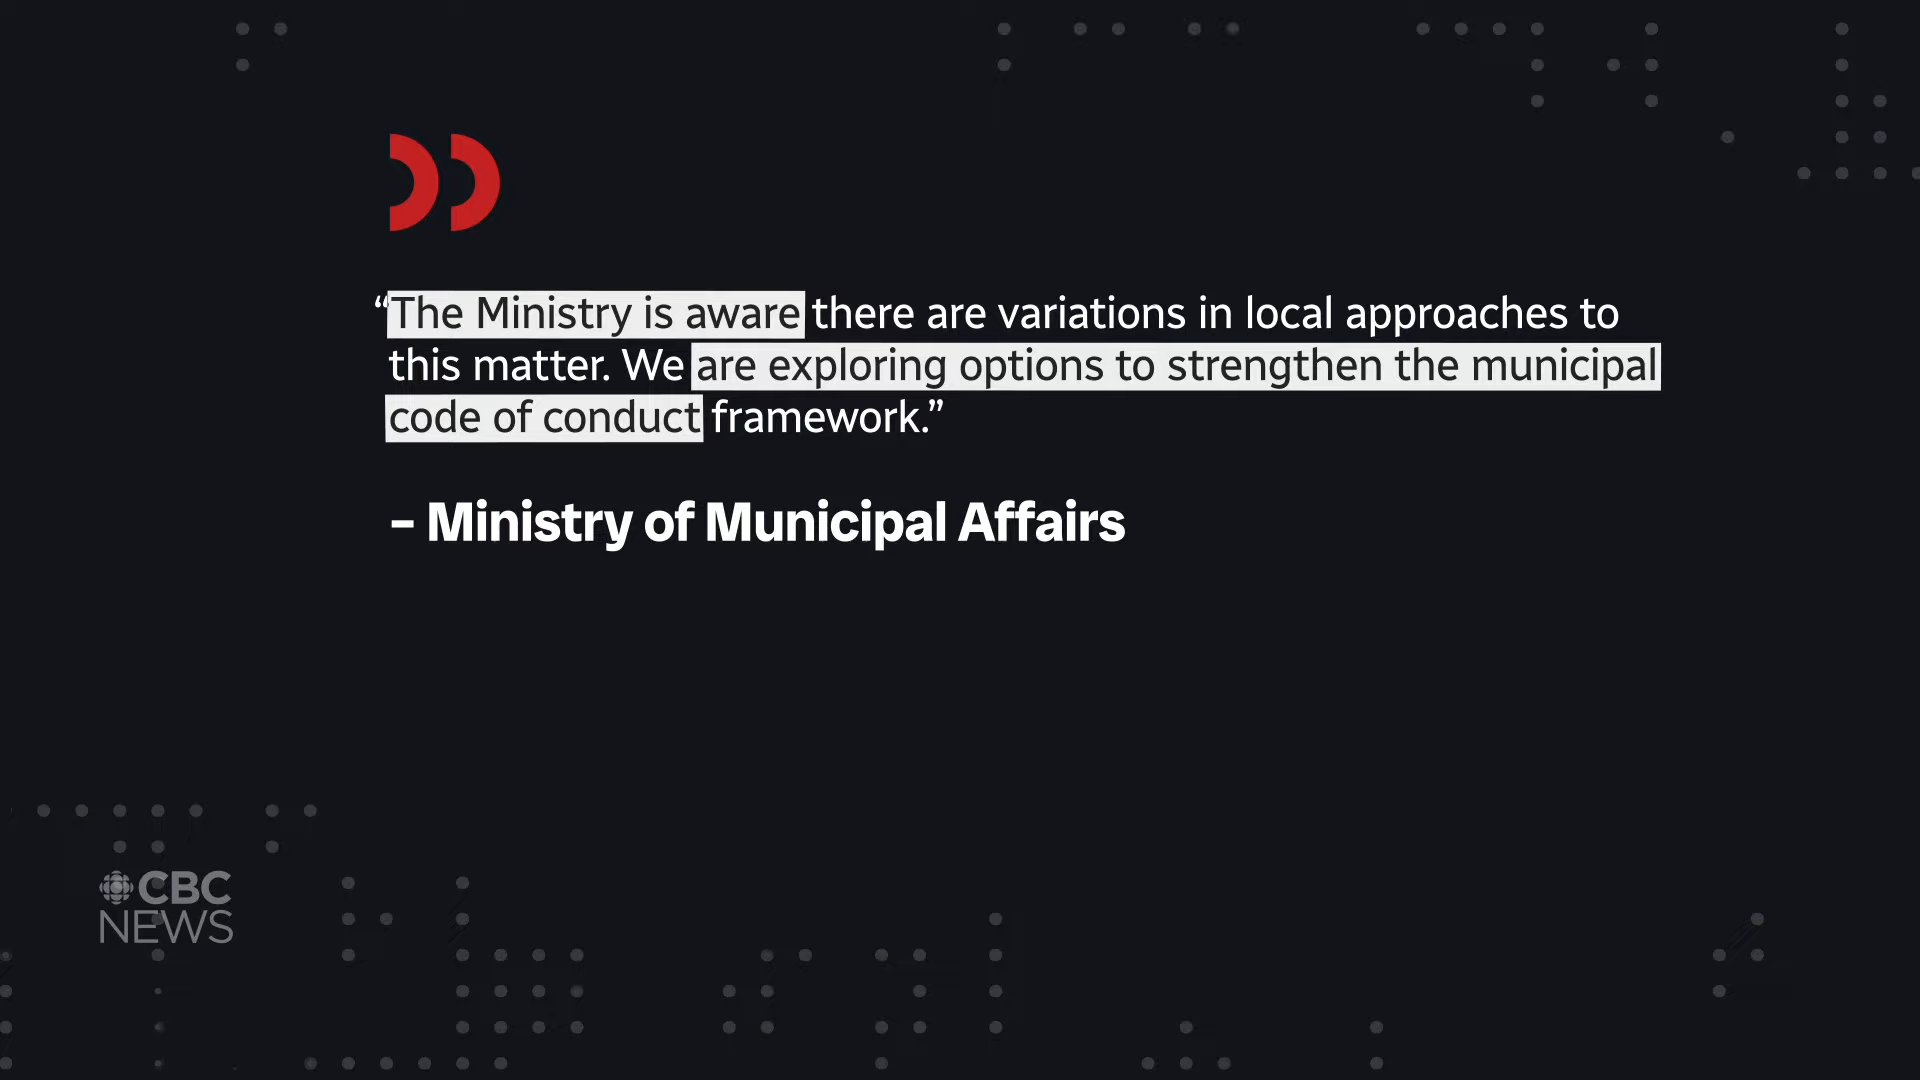 “The Ministry is aware there are variations in local approaches to
this matter. We are exploring options to strengthen the municipal
code of conduct framework.”
– Ministry of Municipal Affairs
CBC
NEWS